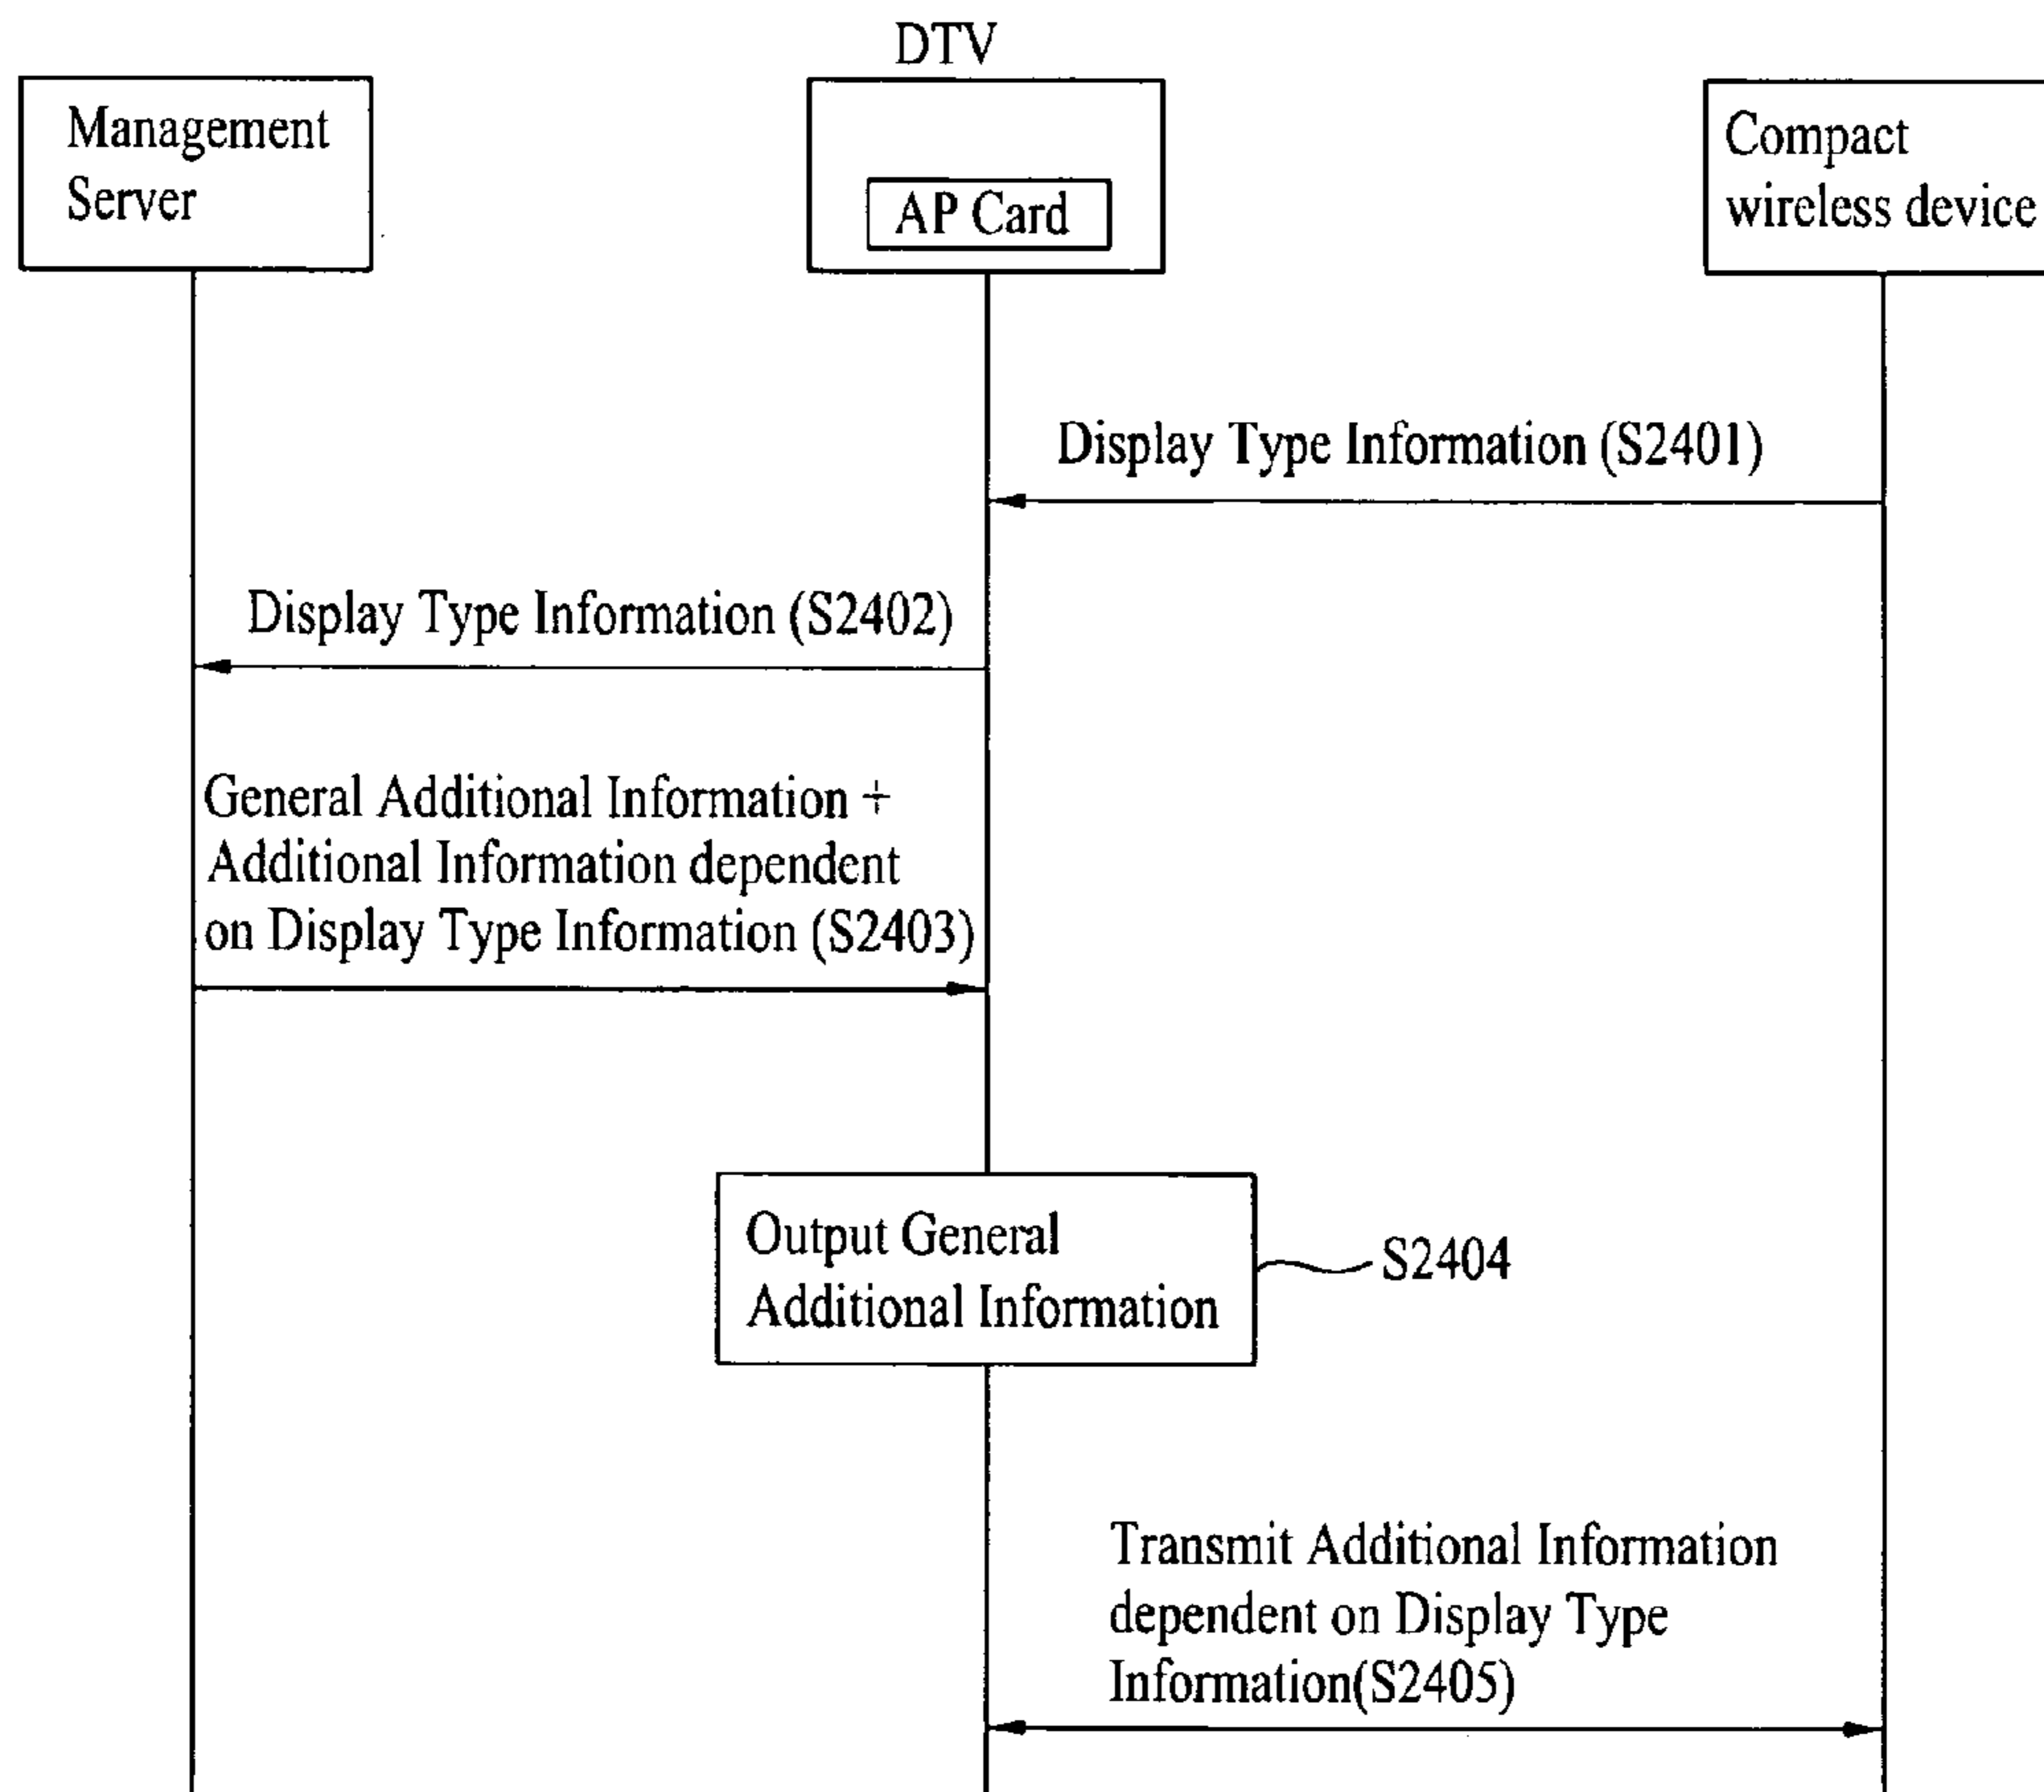 DTV
Management
Server
AP Card
Compact
wireless device
Display Type Information (S2401)
Display Type Information (S2402)
General Additional Information +
Additional Information dependent
on Display Type Information (S2403)
Output General
Additional Information
S2404
Transmit Additional Information
dependent on Display Type
Information(S2405)